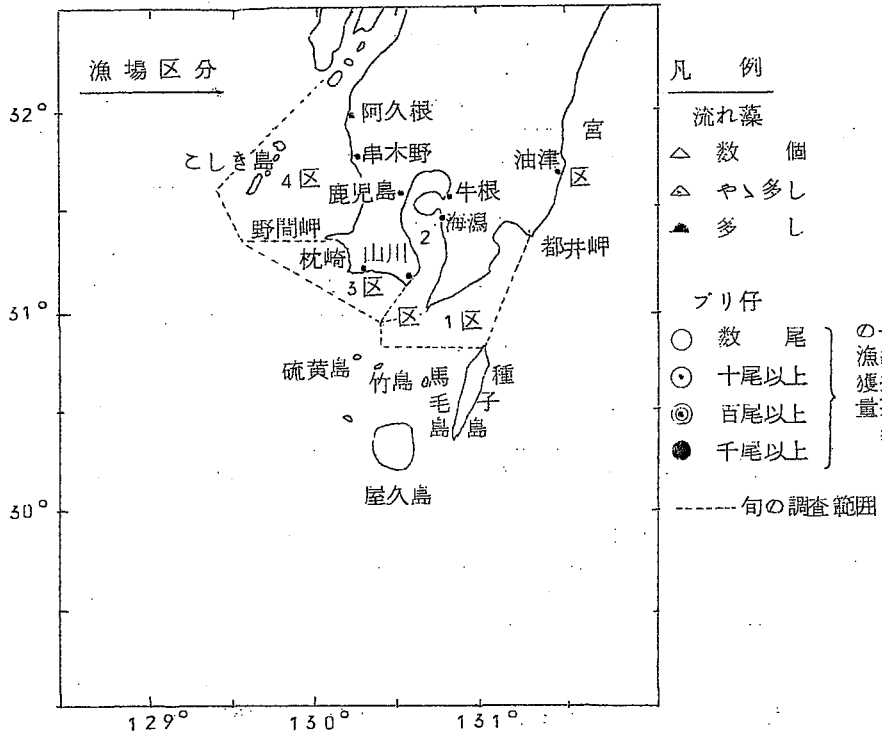 漁場区分
32°
阿久根
串木野
こしき島
4区
鹿児島
牛根
海潟
2
区
油津
宮
区
野間岬
枕崎
山川
都井岬
3区
1区
31°
硫黄島
竹島
馬毛島
種子島
屋久島
30°
129°
130°
131°
凡例
流れ藻
数個
やゝ多し
多し
ブリ仔
数尾
十尾以上
百尾以上
千尾以上
の
漁獲量
旬の調査範囲